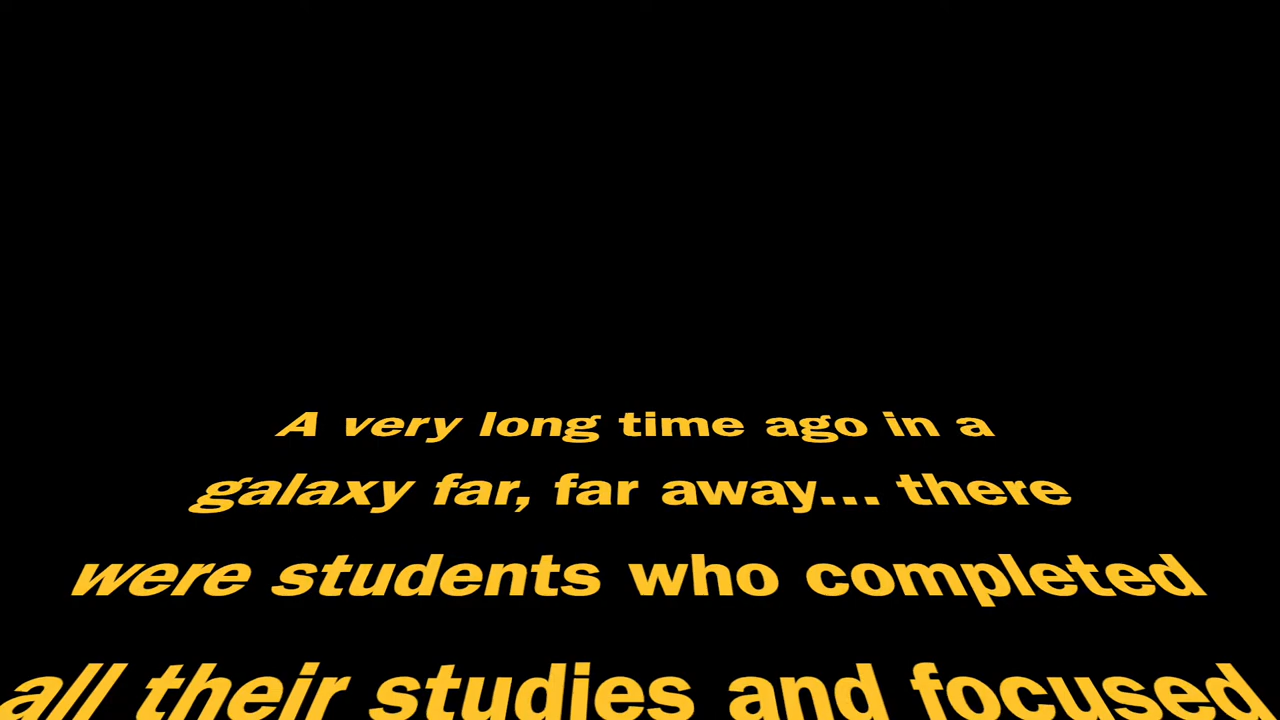 A very long time ago in a
galaxy far, far away... there
were students who completed
all their studies and focused